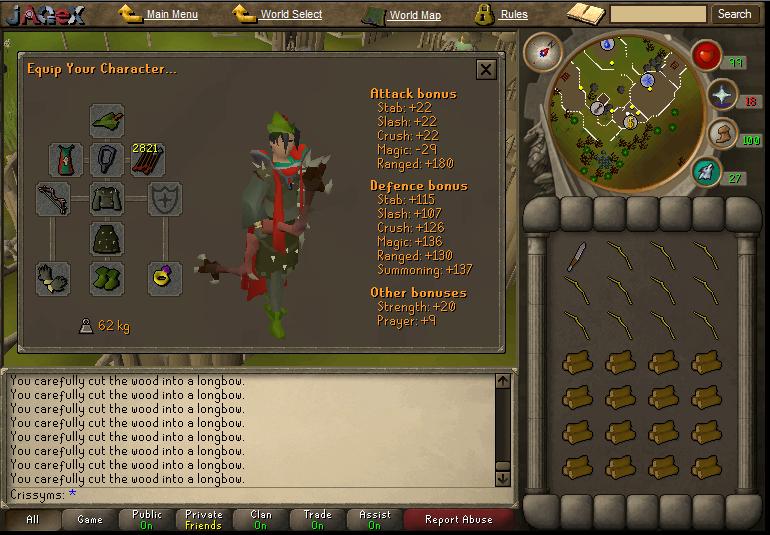 JAGEX
Main Menu
World Select
World Map
Rules
Search
Equip Your Character...
2821
62 kg
Attack bonus
Stab: +22
Slash: +22
Crush: +22
Magic: -29
Ranged: +180
Defence bonus
Stab: +115
Slash: +107
Crush: +126
Magic: +136
Ranged: +130
Summoning: +137
Other bonuses
Strength: +20
Prayer: +9
99
18
100
27
You carefully cut the wood into a longbow.
You carefully cut the wood into a longbow.
You carefully cut the wood into a longbow.
You carefully cut the wood into a longbow.
You carefully cut the wood into a longbow.
You carefully cut the wood into a longbow.
You carefully cut the wood into a longbow.
You carefully cut the wood into a longbow.
Crissyms: *
All
Game
Public
On
Private
Friends
Clan
On
Trade
On
Assist
On
Report Abuse